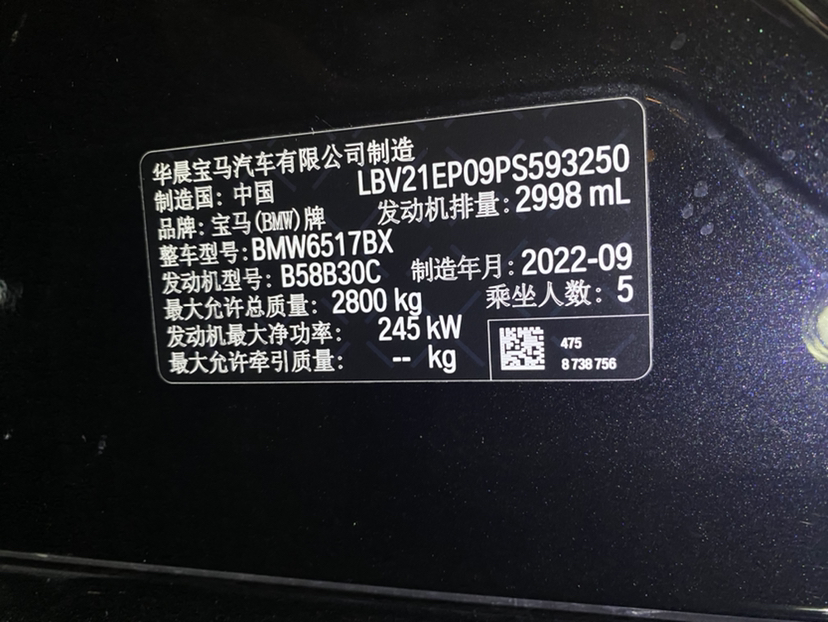 华晨宝马汽车有限公司制造
制造国: 中国 LBV21EP09PS593250
品牌: 宝马(BMW)牌 发动机排量: 2998 mL
整车型号: BMW6517BX
发动机型号: B58B30C 制造年月: 2022-09
最大允许总质量: 2800 kg 乘坐人数: 5
发动机最大净功率: 245 kW
最大允许牵引质量: -- kg
475
8 738 756